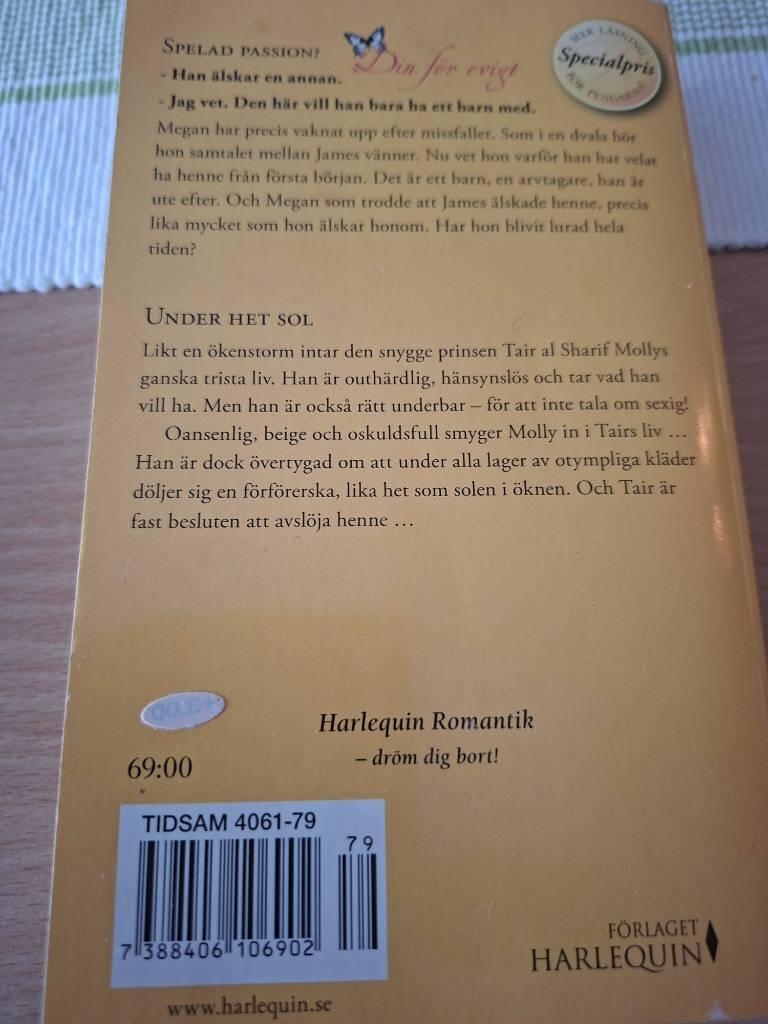 Spelad passion?
Din för evigt
MER LÄSNING
Specialpris
FÖR PENGARNA!
- Han älskar en annan.
- Jag vet. Den här vill han bara ha ett barn med.
Megan har precis vaknat upp efter missfallet. Som i en dvala hör
hon samtalet mellan James vänner. Nu vet hon varför han har velat
ha henne från första början. Det är ett barn, en arvtagare, han är
ute efter. Och Megan som trodde att James älskade henne, precis
lika mycket som hon älskar honom. Har hon blivit lurad hela
tiden?
Under het sol
Likt en ökenstorm intar den snygge prinsen Tair al Sharif Mollys
ganska trista liv. Han är outhärdlig, hänsynslös och tar vad han
vill ha. Men han är också rätt underbar – för att inte tala om sexig!
Oansenlig, beige och oskuldsfull smyger Molly in i Tairs liv ...
Han är dock övertygad om att under alla lager av otympliga kläder
döljer sig en förförerska, lika het som solen i öknen. Och Tair är
fast besluten att avslöja henne ...
Harlequin Romantik
– dröm dig bort!
69:00
TIDSAM 4061-79
79
7 388406 106902
FÖRLAGET
HARLEQUIN
www.harlequin.se